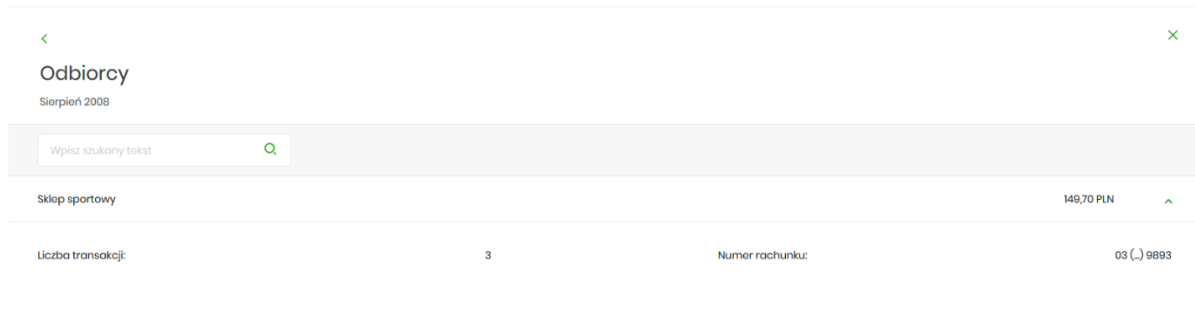 Odbiorcy
Sierpień 2008
Wpisz szukany tekst
Sklep sportowy 149,70 PLN
Liczba transakcji: 3 Numer rachunku: 03 (...) 9893